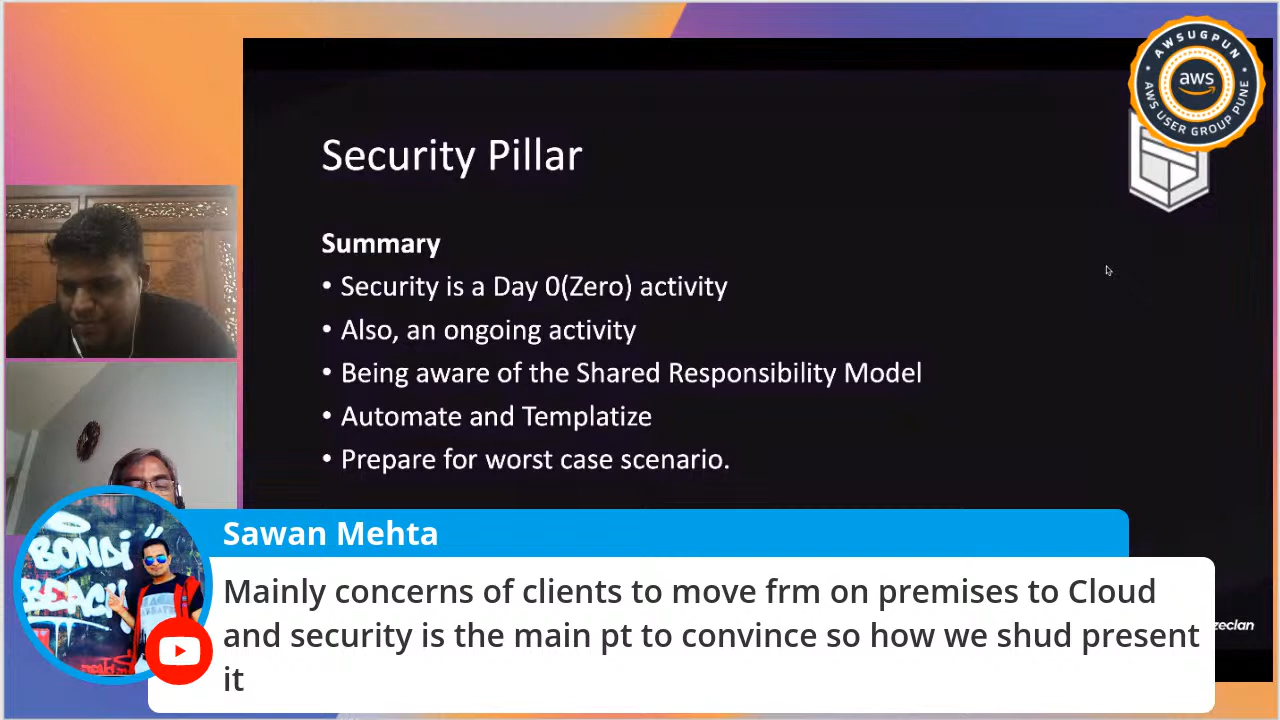 AWSUGPUN
aws
AWS USER GROUP PUNE
Security Pillar
Summary
• Security is a Day 0(Zero) activity
• Also, an ongoing activity
• Being aware of the Shared Responsibility Model
• Automate and Templatize
• Prepare for worst case scenario.
BONDI
BEACH
Sawan Mehta
Mainly concerns of clients to move frm on premises to Cloud
and security is the main pt to convince so how we shud present
it
zeclan